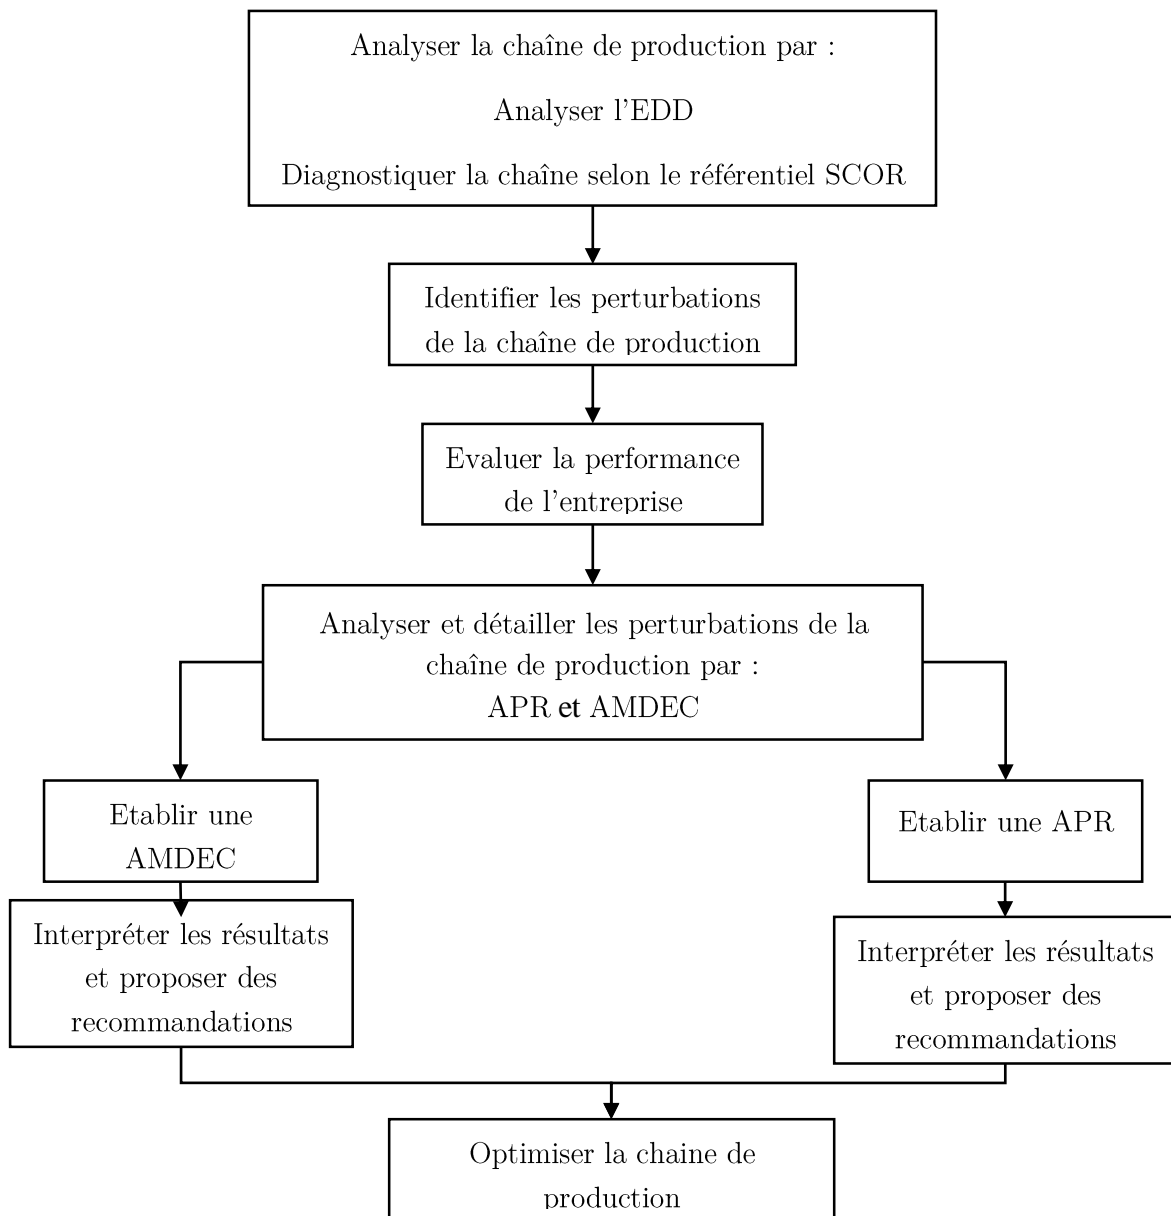 Analyser la chaîne de production par :
Analyser l'EDD
Diagnostiquer la chaîne selon le référentiel SCOR
Identifier les perturbations
de la chaîne de production
Evaluer la performance
de l'entreprise
Analyser et détailler les perturbations de la
chaîne de production par :
APR et AMDEC
Etablir une
AMDEC
Etablir une APR
Interpréter les résultats
et proposer des
recommandations
Interpréter les résultats
et proposer des
recommandations
Optimiser la chaine de
production